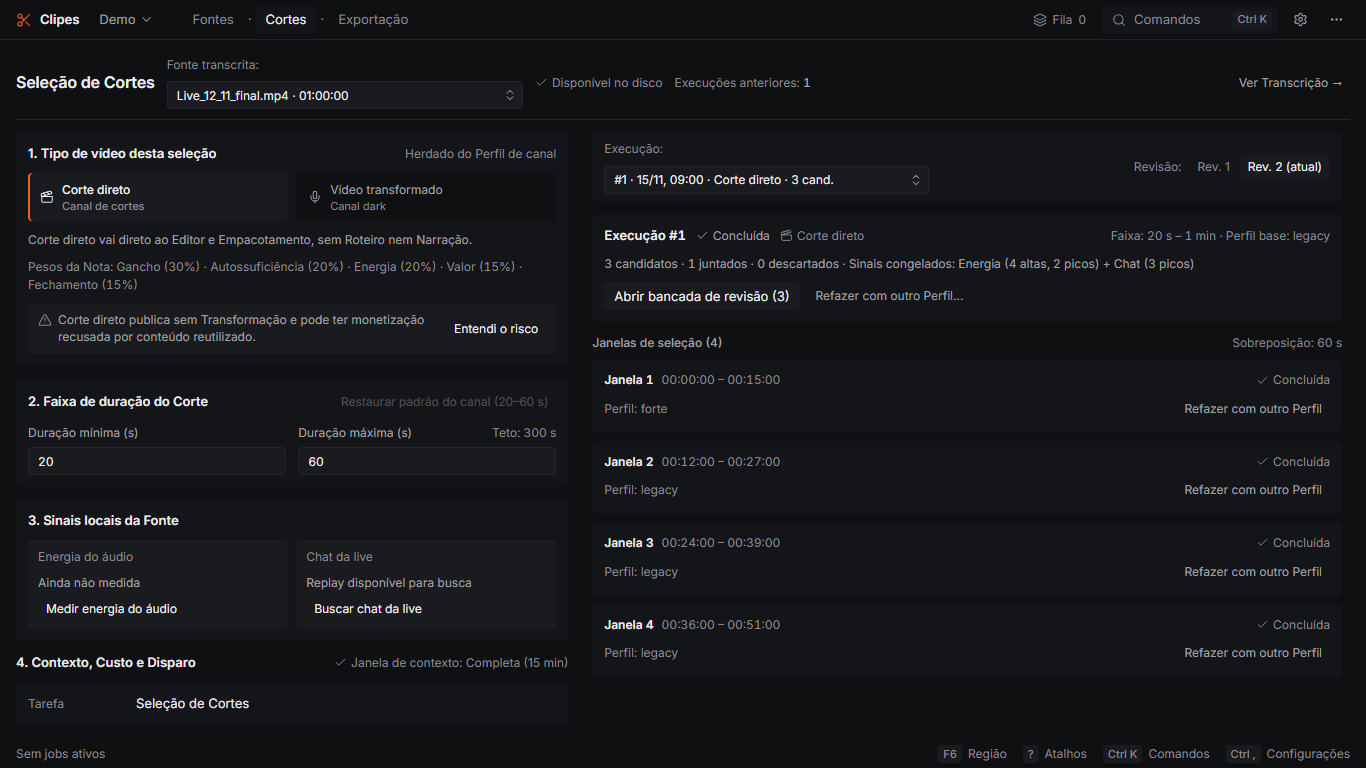 Clipes
Demo
Fontes · Cortes · Exportação
Fila 0
Comandos Ctrl K
Seleção de Cortes
Fonte transcrita:
Live_12_11_final.mp4 · 01:00:00
Disponível no disco
Execuções anteriores: 1
Ver Transcrição →
1. Tipo de vídeo desta seleção
Herdado do Perfil de canal
Corte direto
Canal de cortes
Vídeo transformado
Canal dark
Corte direto vai direto ao Editor e Empacotamento, sem Roteiro nem Narração.
Pesos da Nota: Gancho (30%) · Autossuficiência (20%) · Energia (20%) · Valor (15%) ·
Fechamento (15%)
Corte direto publica sem Transformação e pode ter monetização
recusada por conteúdo reutilizado.
Entendi o risco
2. Faixa de duração do Corte
Restaurar padrão do canal (20–60 s)
Duração mínima (s)
20
Duração máxima (s)
Teto: 300 s
60
3. Sinais locais da Fonte
Energia do áudio
Ainda não medida
Medir energia do áudio
Chat da live
Replay disponível para busca
Buscar chat da live
4. Contexto, Custo e Disparo
Janela de contexto: Completa (15 min)
Tarefa
Seleção de Cortes
Execução:
#1 · 15/11, 09:00 · Corte direto · 3 cand.
Revisão: Rev. 1 Rev. 2 (atual)
Execução #1
Concluída
Corte direto
Faixa: 20 s – 1 min · Perfil base: legacy
3 candidatos · 1 juntados · 0 descartados · Sinais congelados: Energia (4 altas, 2 picos) + Chat (3 picos)
Abrir bancada de revisão (3)
Refazer com outro Perfil...
Janelas de seleção (4)
Sobreposição: 60 s
Janela 1 00:00:00 – 00:15:00
Concluída
Perfil: forte
Refazer com outro Perfil
Janela 2 00:12:00 – 00:27:00
Concluída
Perfil: legacy
Refazer com outro Perfil
Janela 3 00:24:00 – 00:39:00
Concluída
Perfil: legacy
Refazer com outro Perfil
Janela 4 00:36:00 – 00:51:00
Concluída
Perfil: legacy
Refazer com outro Perfil
Sem jobs ativos
F6 Região
? Atalhos
Ctrl K Comandos
Ctrl , Configurações